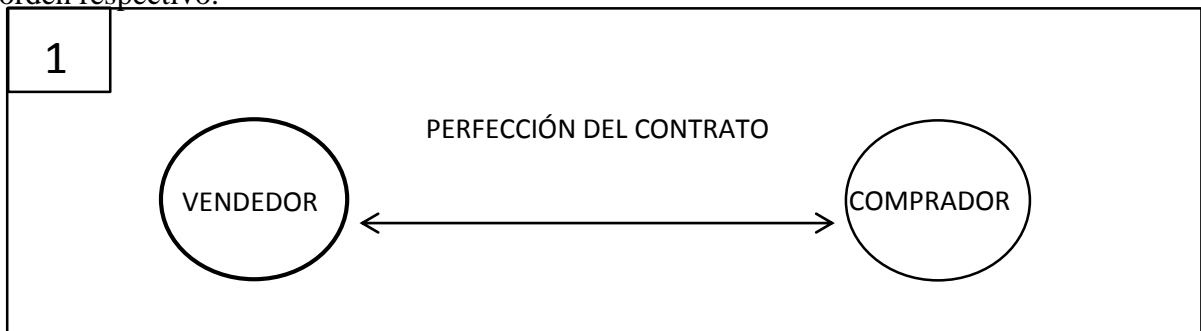 orden respectivo.
1
PERFECCIÓN DEL CONTRATO
VENDEDOR
COMPRADOR